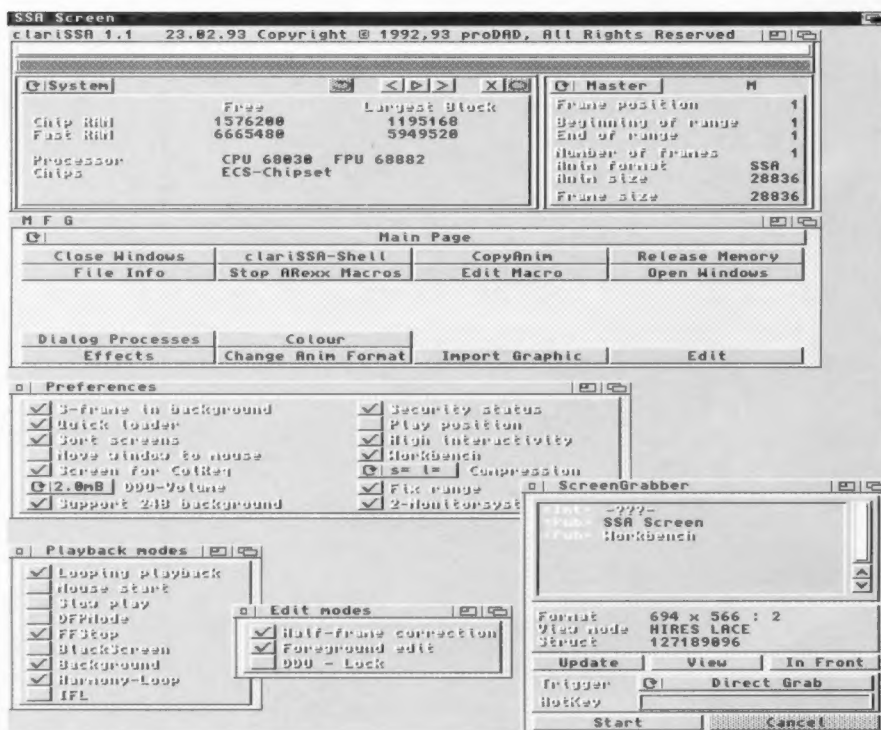 SSA Screen
clariSSA 1.1 23.02.93 Copyright © 1992,93 proDAD, All Rights Reserved
System
Free Largest Block
Chip RAM 1576200 1195168
Fast RAM 6665480 5949520
Processor CPU 68030 FPU 68882
Chips ECS-Chipset
Master M
Frame position 1
Beginning of range 1
End of range 1
Number of frames 1
Anim format SSA
Anim size 28836
Frame size 28836
M F G
Main Page
Close Windows clariSSA-Shell CopyAnim Release Memory
File Info Stop ARexx Macros Edit Macro Open Windows
Dialog Processes Colour
Effects Change Anim Format Import Graphic Edit
Preferences
S-frame in background
Quick loader
Sort screens
Move window to mouse
Screen for ColReq
2.0mB DDD-Volume
Support 24B background
Security status
Play position
High interactivity
Workbench
s= l= Compression
Fix range
2-Monitorsyst
Playback modes
Looping playback
Mouse start
Slow play
DFPMode
FFStop
BlackScreen
Background
Harmony-Loop
IFL
Edit modes
Half-frame correction
Foreground edit
DDD - Lock
ScreenGrabber
<Int> -???-
<Pub> SSA Screen
<Pub> Workbench
Format 694 x 566 : 2
View mode HIRES LACE
Struct 127189096
Update View In Front
Trigger Direct Grab
HotKey
Start Cancel